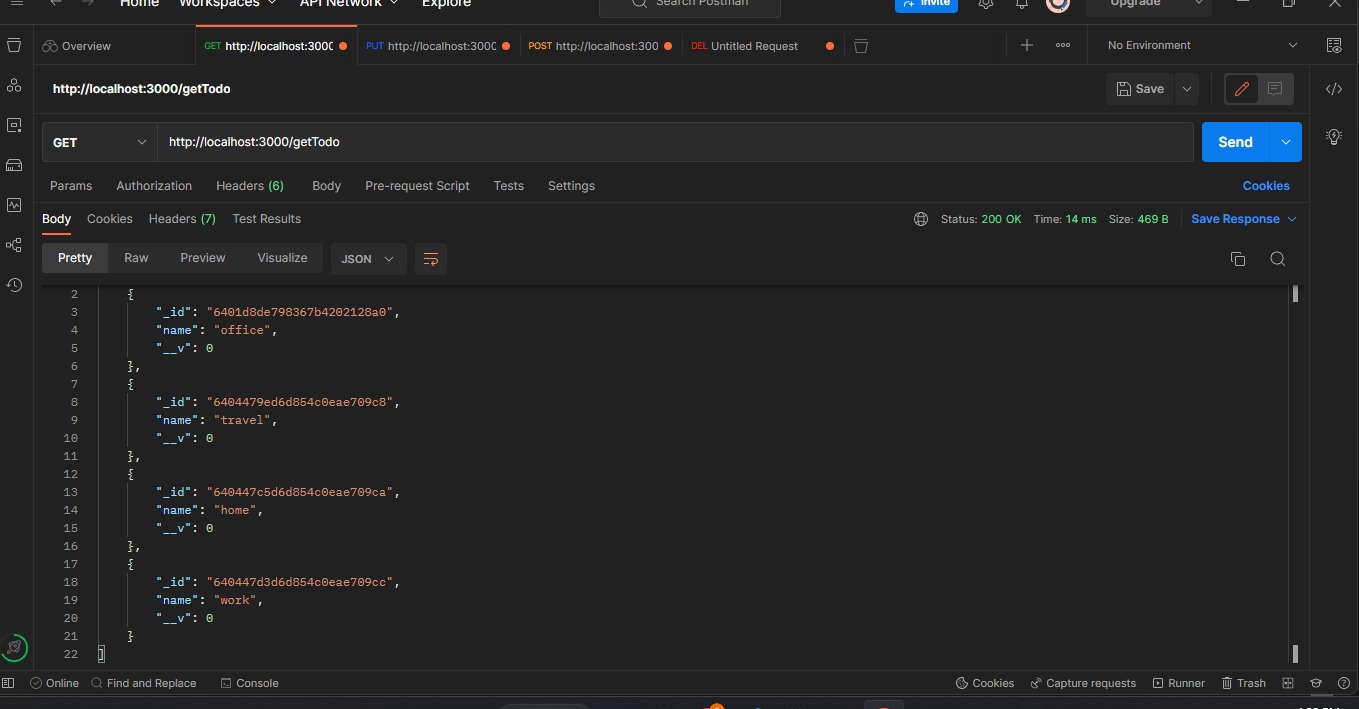 Home Workspaces API Network Explore Search Postman Invite Upgrade
Overview GET http://localhost:300 PUT http://localhost:300 POST http://localhost:300 DEL Untitled Request No Environment
http://localhost:3000/getTodo Save
GET http://localhost:3000/getTodo Send
Params Authorization Headers (6) Body Pre-request Script Tests Settings Cookies
Body Cookies Headers (7) Test Results Status: 200 OK Time: 14 ms Size: 469 B Save Response
Pretty Raw Preview Visualize JSON
2 {
3 "_id": "6401d8de798367b4202128a0",
4 "name": "office",
5 "__v": 0
6 },
7 {
8 "_id": "6404479ed6d854c0eae709c8",
9 "name": "travel",
10 "__v": 0
11 },
12 {
13 "_id": "640447c5d6d854c0eae709ca",
14 "name": "home",
15 "__v": 0
16 },
17 {
18 "_id": "640447d3d6d854c0eae709cc",
19 "name": "work",
20 "__v": 0
21 }
22 ]
Online Find and Replace Console Cookies Capture requests Runner Trash